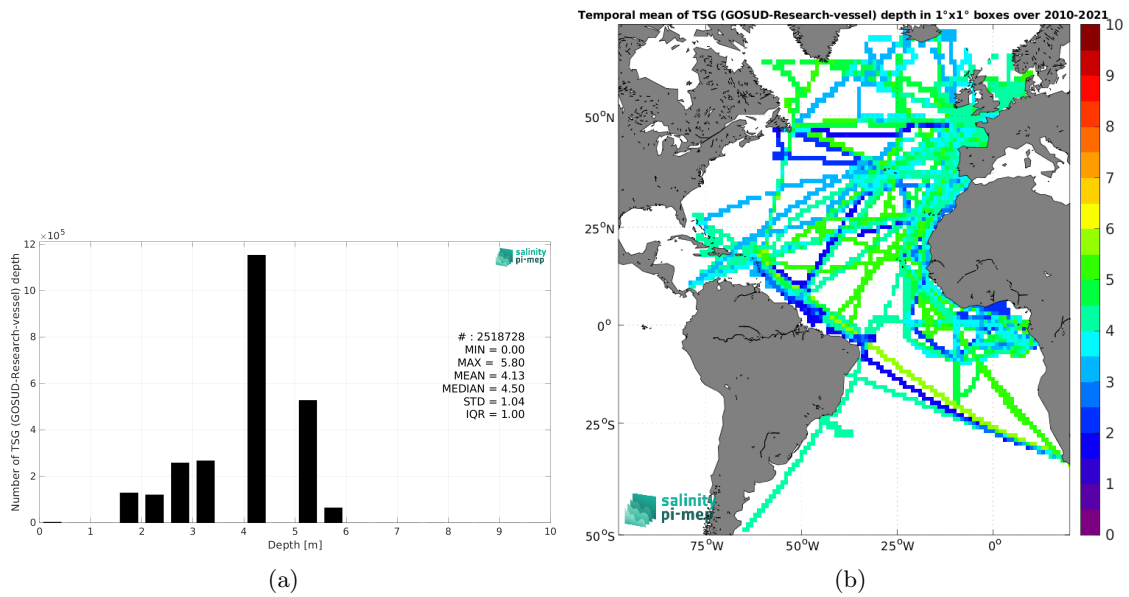 Temporal mean of TSG (GOSUD-Research-vessel) depth in 1°x1° boxes over 2010-2021
×10⁵
12
10
8
6
4
2
0
Number of TSG (GOSUD-Research-vessel) depth
salinity
pi-mep
# : 2518728
MIN = 0.00
MAX = 5.80
MEAN = 4.13
MEDIAN = 4.50
STD = 1.04
IQR = 1.00
0 1 2 3 4 5 6 7 8 9 10
Depth [m]
(a)
50°N
25°N
0°
25°S
50°S
75°W 50°W 25°W 0°
salinity
pi-mep
10
9
8
7
6
5
4
3
2
1
0
(b)